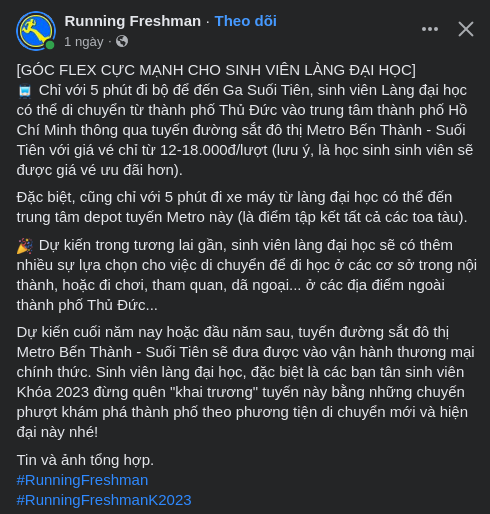 Running Freshman · Theo dõi
1 ngày ·
[GÓC FLEX CỰC MẠNH CHO SINH VIÊN LÀNG ĐẠI HỌC]
🚈 Chỉ với 5 phút đi bộ để đến Ga Suối Tiên, sinh viên Làng đại học
có thể di chuyển từ thành phố Thủ Đức vào trung tâm thành phố Hồ
Chí Minh thông qua tuyến đường sắt đô thị Metro Bến Thành - Suối
Tiên với giá vé chỉ từ 12-18.000đ/lượt (lưu ý, là học sinh sinh viên sẽ
được giá vé ưu đãi hơn).
Đặc biệt, cũng chỉ với 5 phút đi xe máy từ làng đại học có thể đến
trung tâm depot tuyến Metro này (là điểm tập kết tất cả các toa tàu).
🎉 Dự kiến trong tương lai gần, sinh viên làng đại học sẽ có thêm
nhiều sự lựa chọn cho việc di chuyển để đi học ở các cơ sở trong nội
thành, hoặc đi chơi, tham quan, dã ngoại... ở các địa điểm ngoài
thành phố Thủ Đức...
Dự kiến cuối năm nay hoặc đầu năm sau, tuyến đường sắt đô thị
Metro Bến Thành - Suối Tiên sẽ đưa được vào vận hành thương mại
chính thức. Sinh viên làng đại học, đặc biệt là các bạn tân sinh viên
Khóa 2023 đừng quên "khai trương" tuyến này bằng những chuyến
phượt khám phá thành phố theo phương tiện di chuyển mới và hiện
đại này nhé!
Tin và ảnh tổng hợp.
#RunningFreshman
#RunningFreshmanK2023